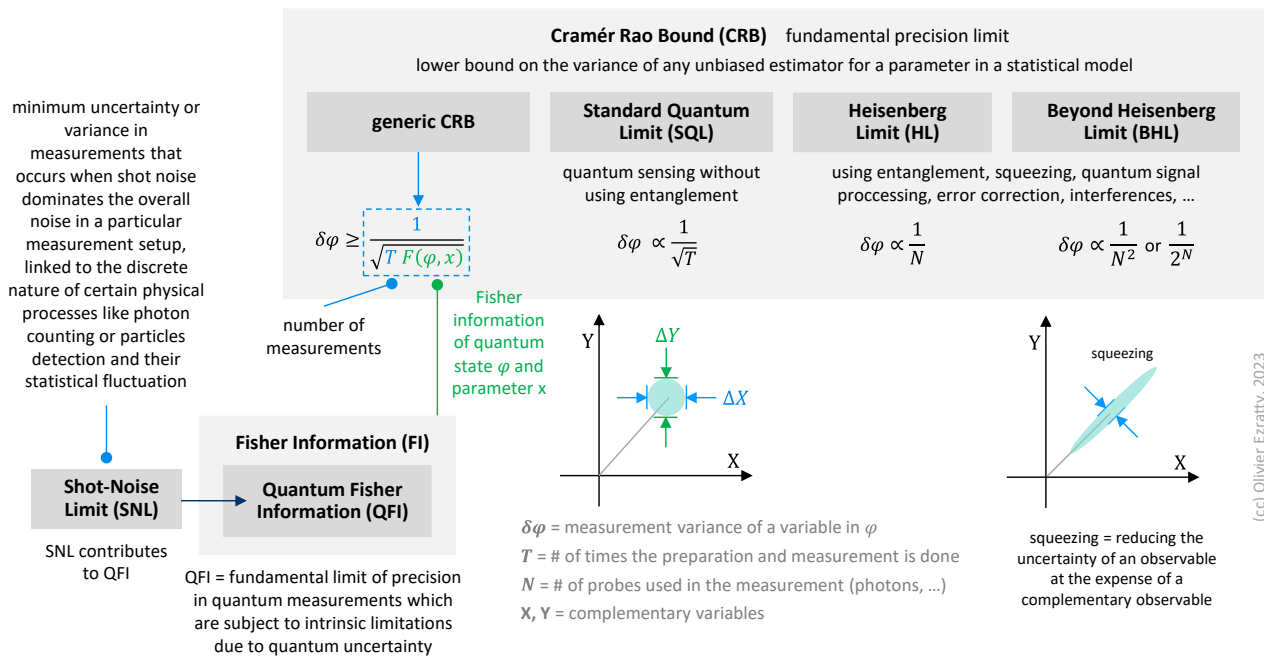 Cramér Rao Bound (CRB) fundamental precision limit
lower bound on the variance of any unbiased estimator for a parameter in a statistical model
generic CRB
Standard Quantum
Limit (SQL)
Heisenberg
Limit (HL)
Beyond Heisenberg
Limit (BHL)
quantum sensing without
using entanglement
using entanglement, squeezing, quantum signal
proccessing, error correction, interferences, …
δφ ≥ 1 / √(T F(φ, x))
δφ ∝ 1/√T
δφ ∝ 1/N
δφ ∝ 1/N² or 1/2ᴺ
minimum uncertainty or
variance in
measurements that
occurs when shot noise
dominates the overall
noise in a particular
measurement setup,
linked to the discrete
nature of certain physical
processes like photon
counting or particles
detection and their
statistical fluctuation
number of
measurements
Fisher
information
of quantum
state φ and
parameter x
Shot-Noise
Limit (SNL)
SNL contributes
to QFI
Fisher Information (FI)
Quantum Fisher
Information (QFI)
QFI = fundamental limit of precision
in quantum measurements which
are subject to intrinsic limitations
due to quantum uncertainty
Y
ΔY
ΔX
X
δφ = measurement variance of a variable in φ
T = # of times the preparation and measurement is done
N = # of probes used in the measurement (photons, …)
X, Y = complementary variables
Y
squeezing
X
squeezing = reducing the
uncertainty of an observable
at the expense of a
complementary observable
(cc) Olivier Ezratty, 2023